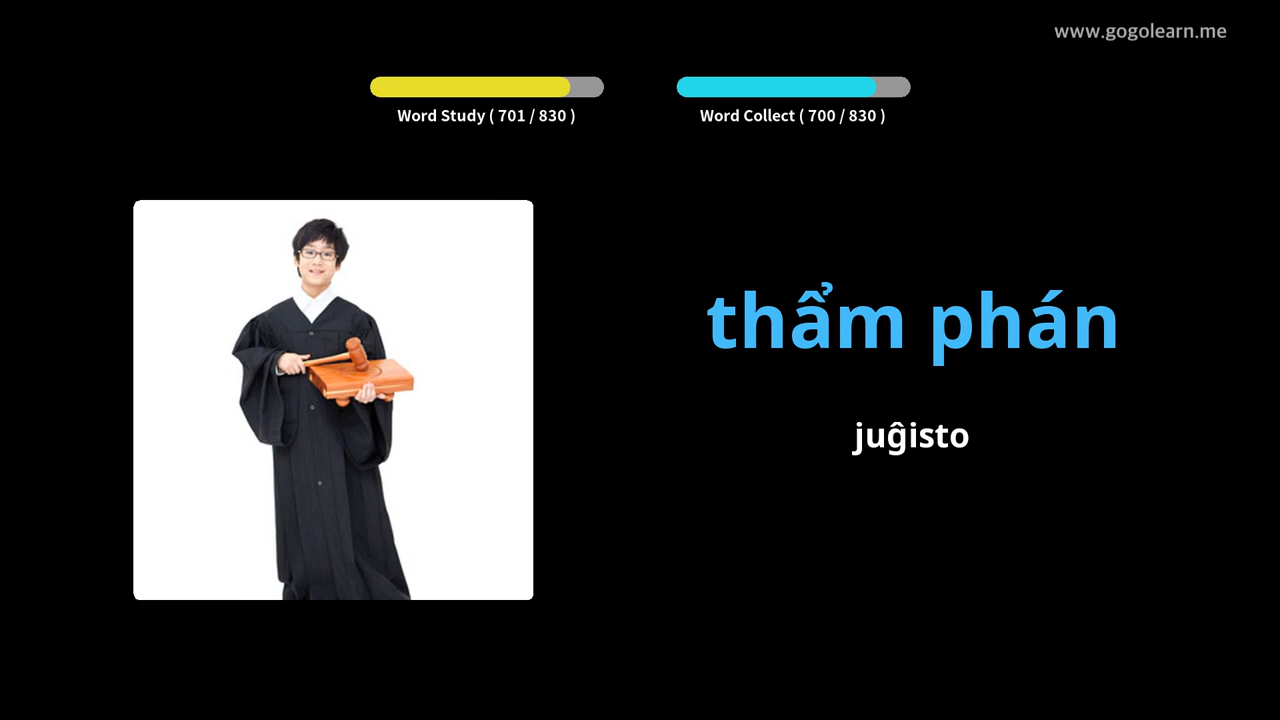 www.gogolearn.me
Word Study ( 701 / 830 )
Word Collect ( 700 / 830 )
thẩm phán
juĝisto